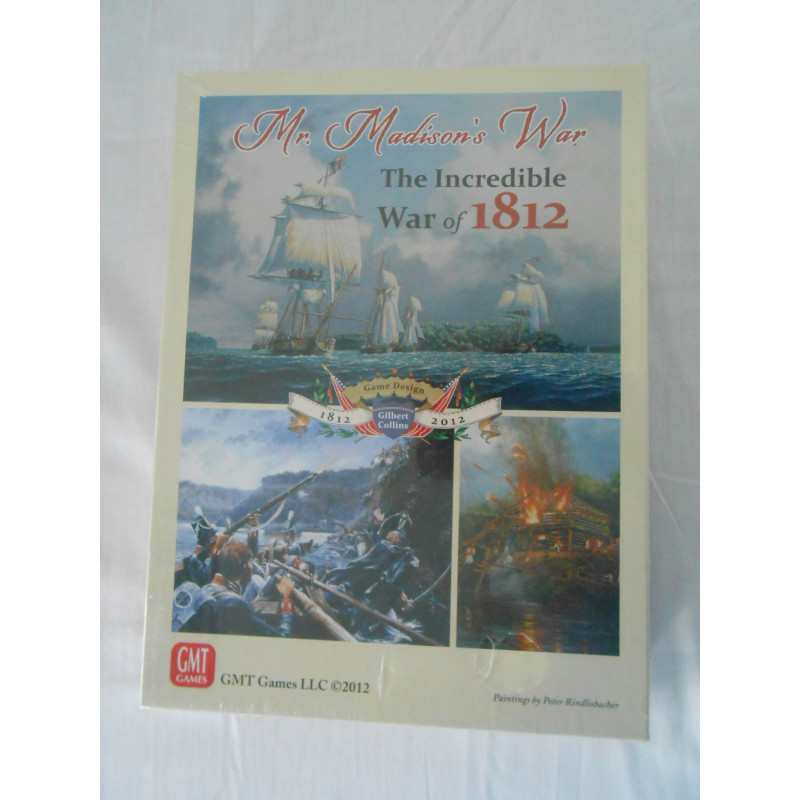 Mr. Madison's War
The Incredible
War of 1812
Game Design
1812 Gilbert 2012
Collins
GMT
GAMES
GMT Games LLC ©2012
Paintings by Peter Rindlisbacher